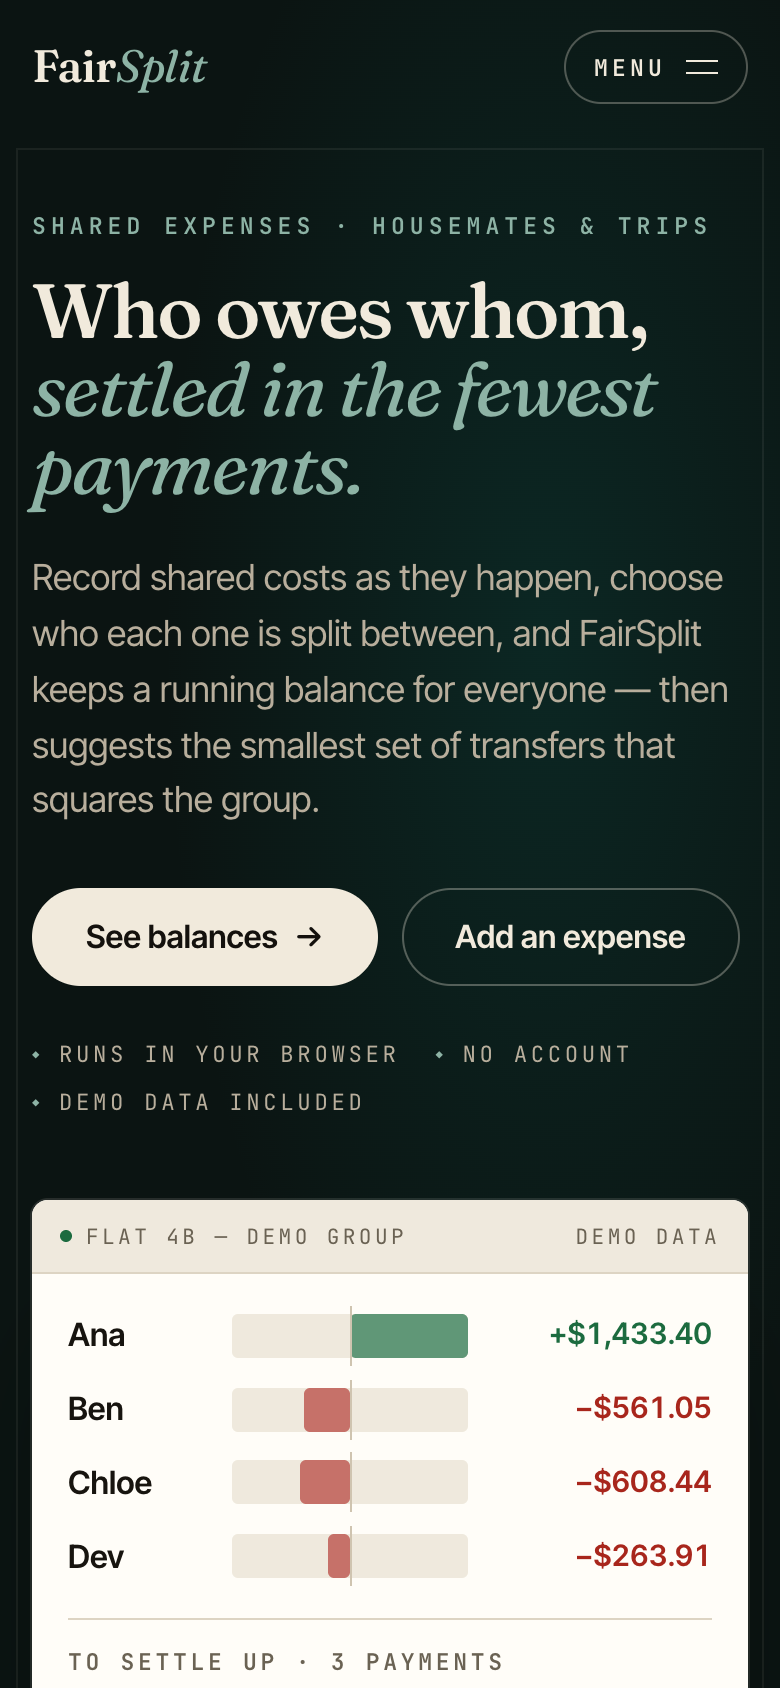 FairSplit
MENU
SHARED EXPENSES · HOUSEMATES & TRIPS
Who owes whom,
settled in the fewest
payments.
Record shared costs as they happen, choose
who each one is split between, and FairSplit
keeps a running balance for everyone — then
suggests the smallest set of transfers that
squares the group.
See balances →
Add an expense
◆ RUNS IN YOUR BROWSER ◆ NO ACCOUNT
◆ DEMO DATA INCLUDED
FLAT 4B — DEMO GROUP
DEMO DATA
Ana +$1,433.40
Ben −$561.05
Chloe −$608.44
Dev −$263.91
TO SETTLE UP · 3 PAYMENTS